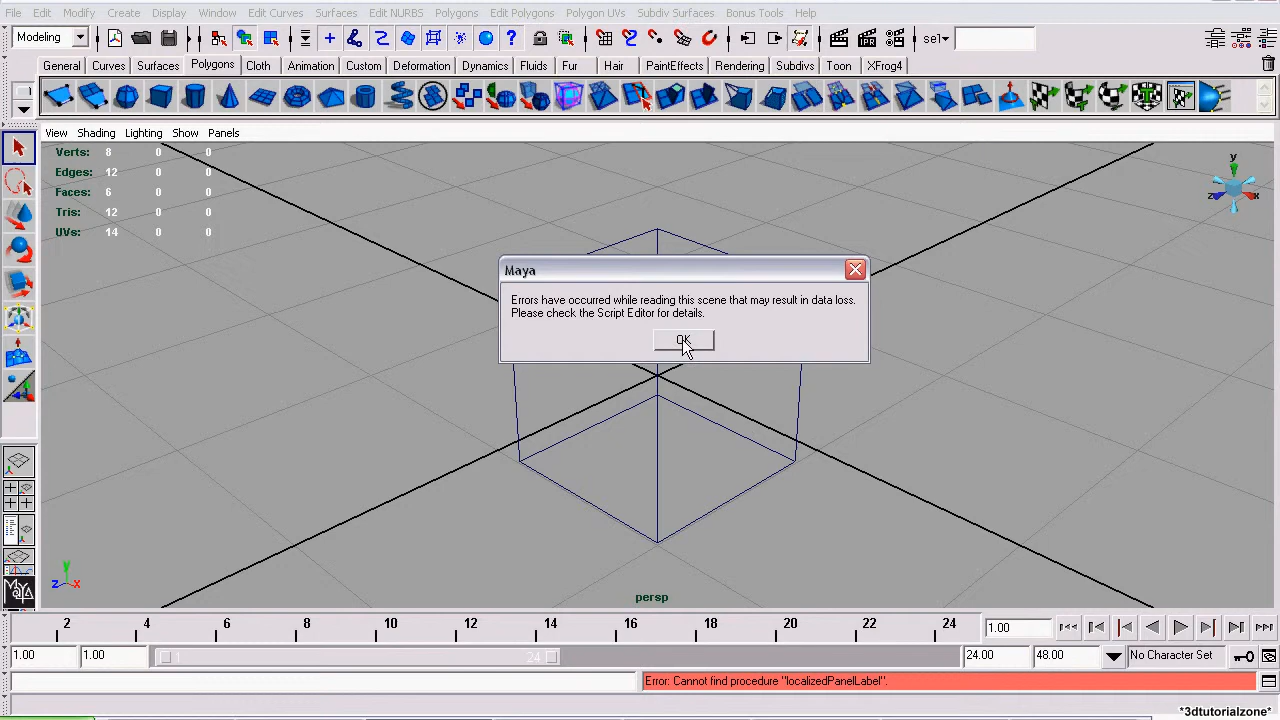 File Edit Modify Create Display Window Edit Curves Surfaces Edit NURBS Polygons Edit Polygons Polygon UVs Subdiv Surfaces Bonus Tools Help
Modeling sel
General Curves Surfaces Polygons Cloth Animation Custom Deformation Dynamics Fluids Fur Hair PaintEffects Rendering Subdivs Toon XFrog4
View Shading Lighting Show Panels
Verts: 8 0 0
Edges: 12 0 0
Faces: 6 0 0
Tris: 12 0 0
UVs: 14 0 0
y
z x
Maya
Errors have occurred while reading this scene that may result in data loss.
Please check the Script Editor for details.
OK
y
z x
persp
2 4 6 8 10 12 14 16 18 20 22 24 1.00
1.00 1.00 1 24 24.00 48.00 No Character Set
Error: Cannot find procedure "localizedPanelLabel".
*3dtutorialzone*